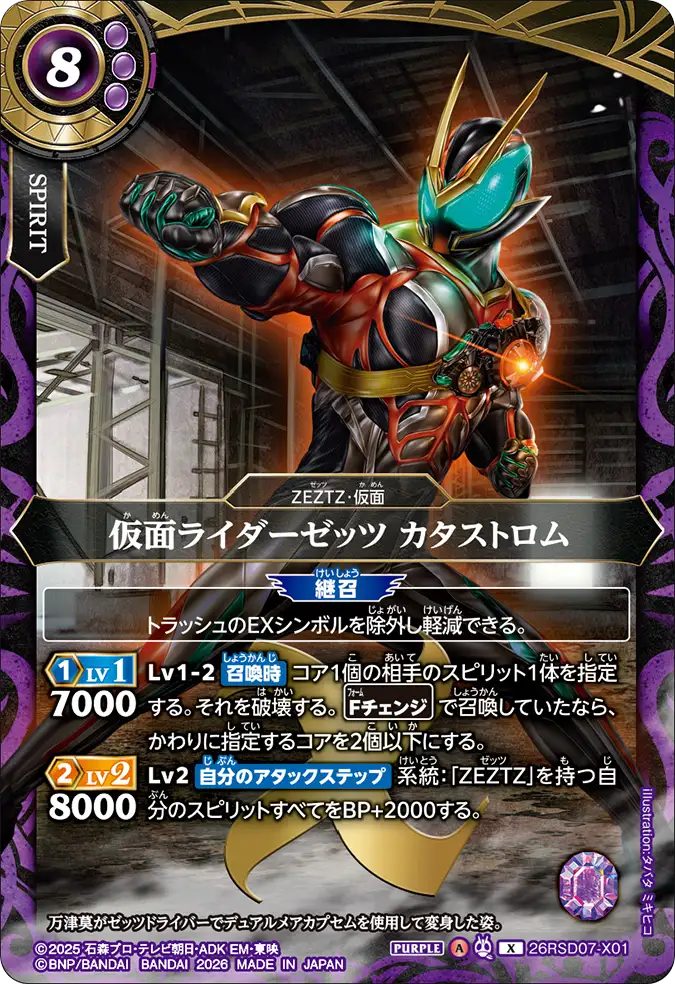 8
SPIRIT
ZEZTZ・仮面
仮面ライダーゼッツ カタストロム
継召
トラッシュのEXシンボルを除外し軽減できる。
1 LV1 7000
Lv1-2 召喚時 コア1個の相手のスピリット1体を指定
する。それを破壊する。Fチェンジで召喚していたなら、
かわりに指定するコアを2個以下にする。
2 LV2 8000
Lv2 自分のアタックステップ 系統:「ZEZTZ」を持つ自
分のスピリットすべてをBP+2000する。
illustration:タバタ ミキヒコ
万津莫がゼッツドライバーでデュアルメアカプセムを使用して変身した姿。
©2025 石森プロ・テレビ朝日・ADK EM・東映
©BNP/BANDAI BANDAI 2026 MADE IN JAPAN
PURPLE A X 26RSD07-X01